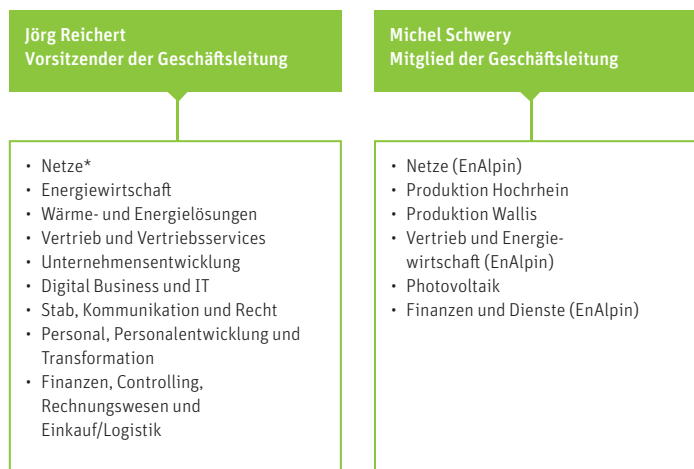 Jörg Reichert
Vorsitzender der Geschäftsleitung
• Netze*
• Energiewirtschaft
• Wärme- und Energielösungen
• Vertrieb und Vertriebsservices
• Unternehmensentwicklung
• Digital Business und IT
• Stab, Kommunikation und Recht
• Personal, Personalentwicklung und
Transformation
• Finanzen, Controlling,
Rechnungswesen und
Einkauf/Logistik
Michel Schwery
Mitglied der Geschäftsleitung
• Netze (EnAlpin)
• Produktion Hochrhein
• Produktion Wallis
• Vertrieb und Energie-
wirtschaft (EnAlpin)
• Photovoltaik
• Finanzen und Dienste (EnAlpin)